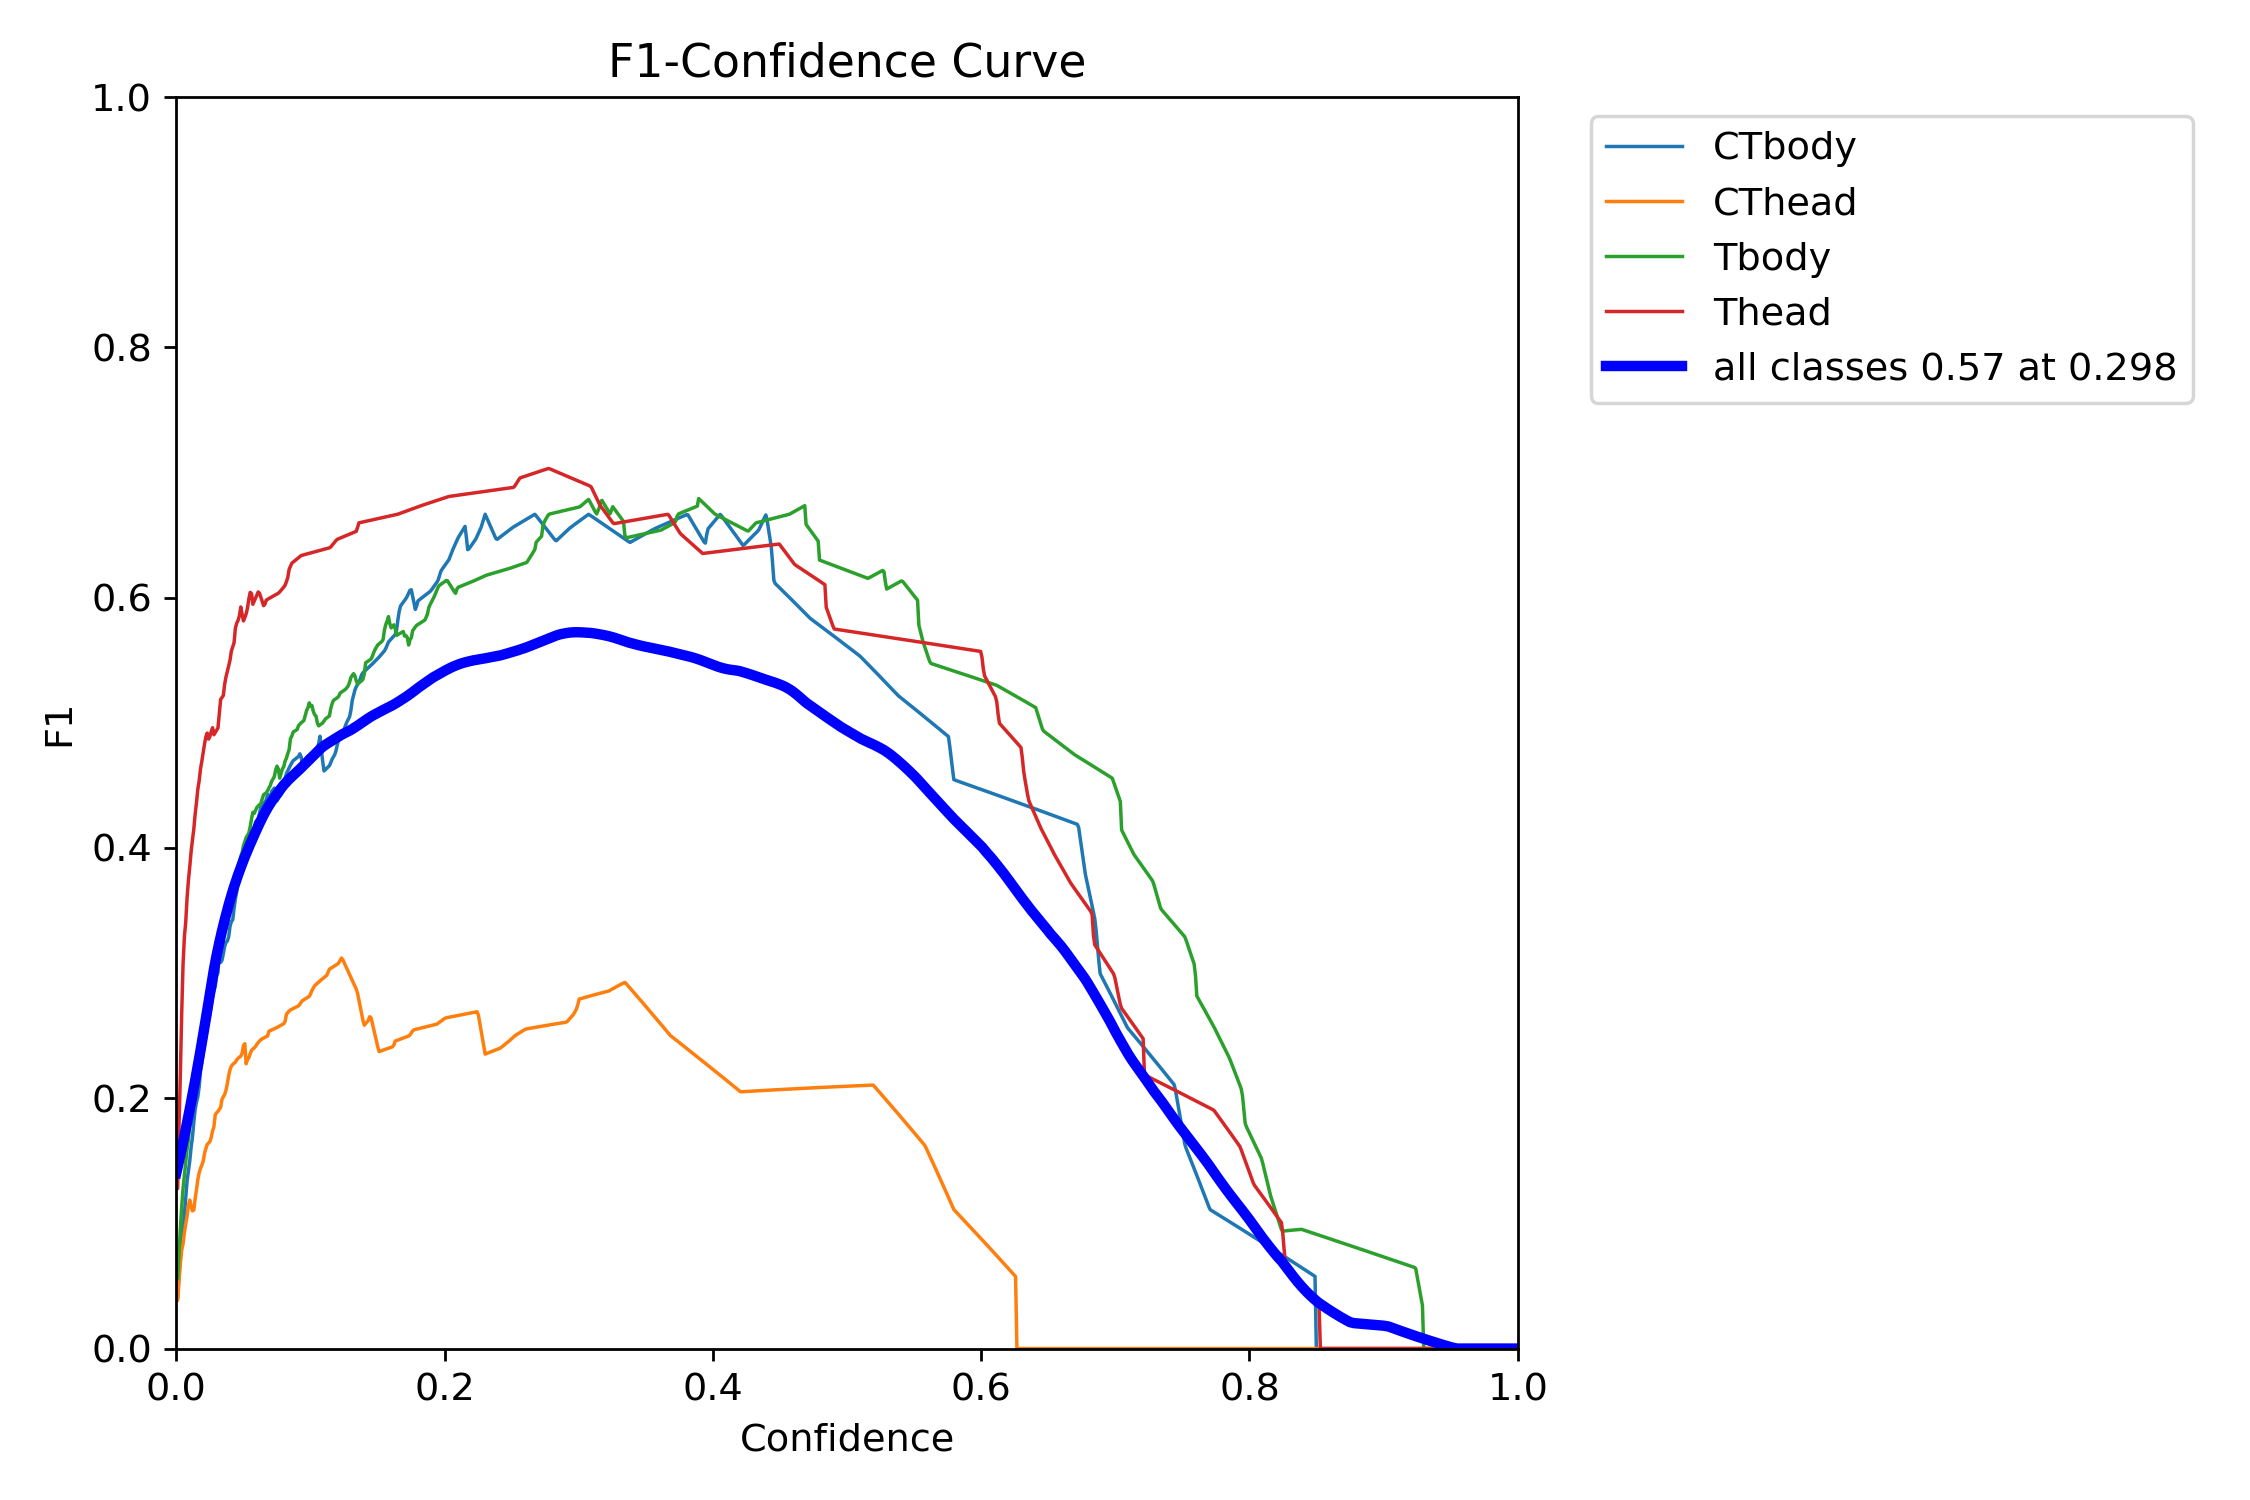 F1-Confidence Curve
1.0
0.8
0.6
0.4
0.2
0.0
F1
0.0 0.2 0.4 0.6 0.8 1.0
Confidence
CTbody
CThead
Tbody
Thead
all classes 0.57 at 0.298